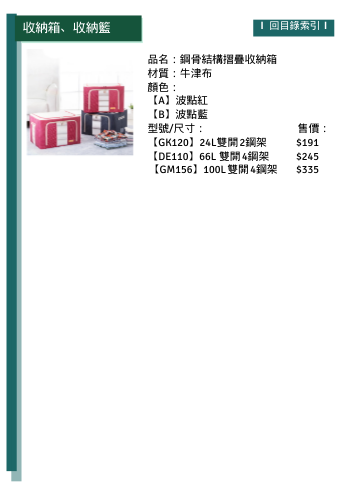 收納箱、收納籃
I 回目錄索引 I
品名：鋼骨結構摺疊收納箱
材質：牛津布
顏色：
【A】波點紅
【B】波點藍
型號/尺寸： 售價：
【GK120】24L雙開2鋼架 $191
【DE110】66L 雙開4鋼架 $245
【GM156】100L雙開4鋼架 $335